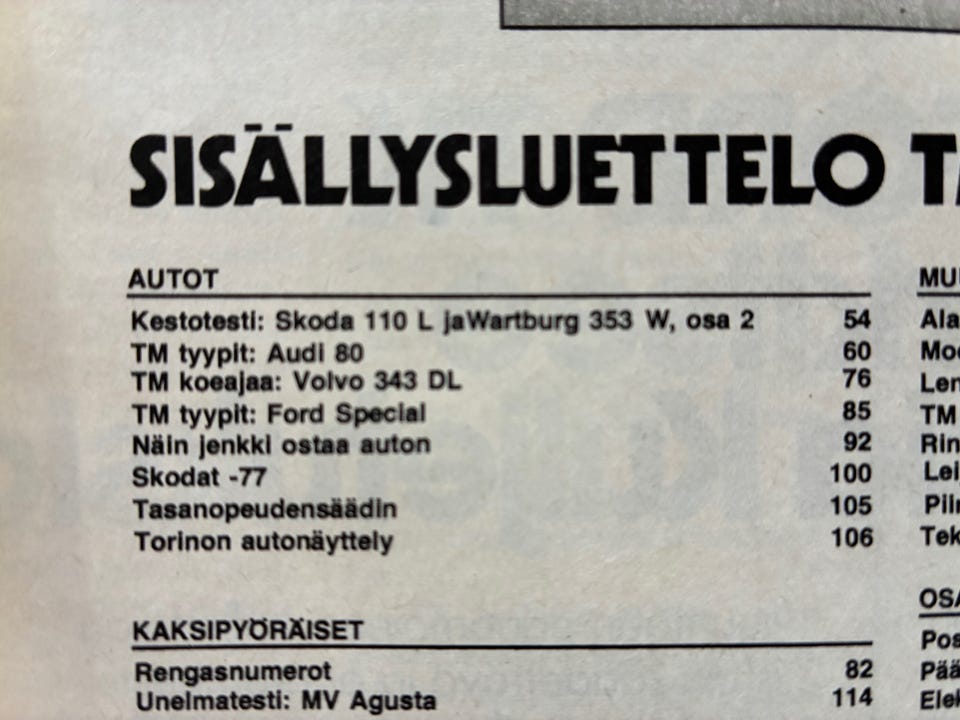 SISÄLLYSLUETTELO
AUTOT
Kestotesti: Skoda 110 L jaWartburg 353 W, osa 2 54
TM tyypit: Audi 80 60
TM koeajaa: Volvo 343 DL 76
TM tyypit: Ford Special 85
Näin jenkki ostaa auton 92
Skodat -77 100
Tasanopeudensäädin 105
Torinon autonäyttely 106
KAKSIPYÖRÄISET
Rengasnumerot 82
Unelmatesti: MV Agusta 114
TM